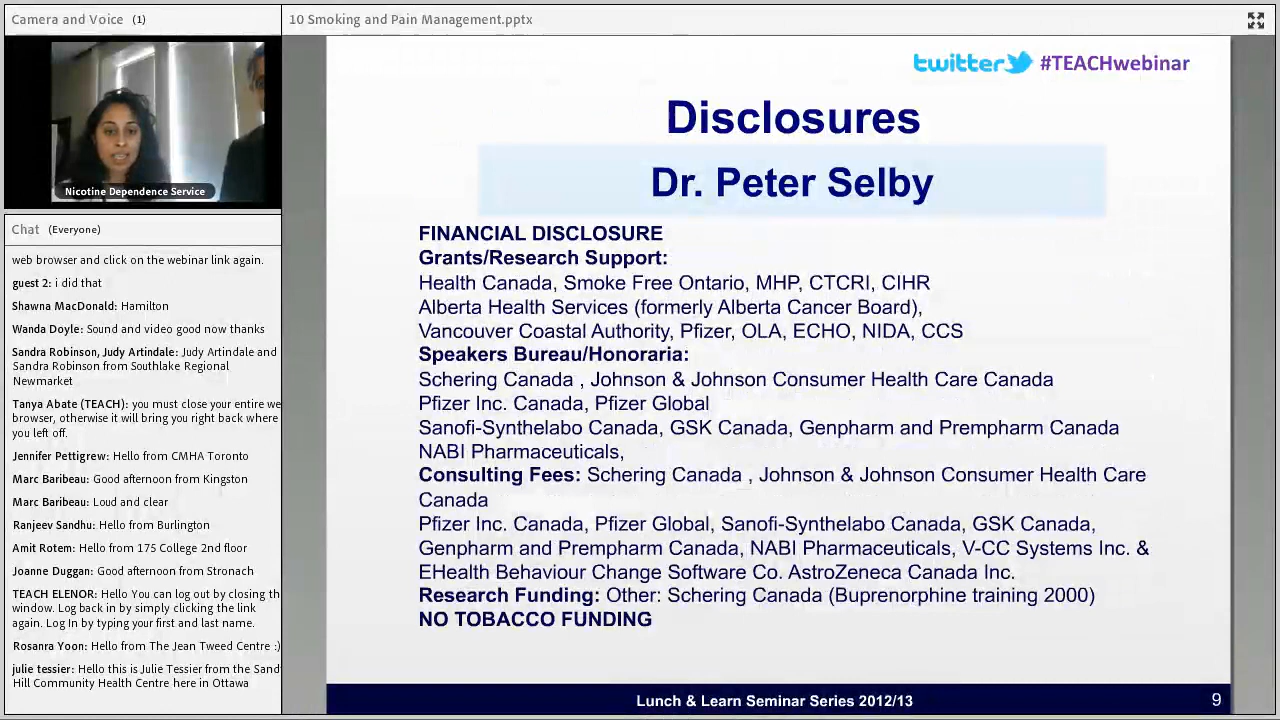 Camera and Voice (1)
10 Smoking and Pain Management.pptx
Nicotine Dependence Service
Chat (Everyone)
web browser and click on the webinar link again.
guest 2: i did that
Shawna MacDonald: Hamilton
Wanda Doyle: Sound and video good now thanks
Sandra Robinson, Judy Artindale: Judy Artindale and
Sandra Robinson from Southlake Regional
Newmarket
Tanya Abate (TEACH): you must close your entire we
browser, otherwise it will bring you right back where
you left off.
Jennifer Pettigrew: Hello from CMHA Toronto
Marc Baribeau: Good afternoon from Kingston
Marc Baribeau: Loud and clear
Ranjeev Sandhu: Hello from Burlington
Amit Rotem: Hello from 175 College 2nd floor
Joanne Duggan: Good afternoon from Stronach
TEACH ELENOR: Hello You can log out by closing th
window. Log back in by simply clicking the link
again. Log In by typing your first and last name.
Rosanra Yoon: Hello from The Jean Tweed Centre :)
julie tessier: Hello this is Julie Tessier from the Sand
Hill Community Health Centre here in Ottawa
twitter #TEACHwebinar
Disclosures
Dr. Peter Selby
FINANCIAL DISCLOSURE
Grants/Research Support:
Health Canada, Smoke Free Ontario, MHP, CTCRI, CIHR
Alberta Health Services (formerly Alberta Cancer Board),
Vancouver Coastal Authority, Pfizer, OLA, ECHO, NIDA, CCS
Speakers Bureau/Honoraria:
Schering Canada , Johnson & Johnson Consumer Health Care Canada
Pfizer Inc. Canada, Pfizer Global
Sanofi-Synthelabo Canada, GSK Canada, Genpharm and Prempharm Canada
NABI Pharmaceuticals,
Consulting Fees: Schering Canada , Johnson & Johnson Consumer Health Care
Canada
Pfizer Inc. Canada, Pfizer Global, Sanofi-Synthelabo Canada, GSK Canada,
Genpharm and Prempharm Canada, NABI Pharmaceuticals, V-CC Systems Inc. &
EHealth Behaviour Change Software Co. AstroZeneca Canada Inc.
Research Funding: Other: Schering Canada (Buprenorphine training 2000)
NO TOBACCO FUNDING
Lunch & Learn Seminar Series 2012/13
9